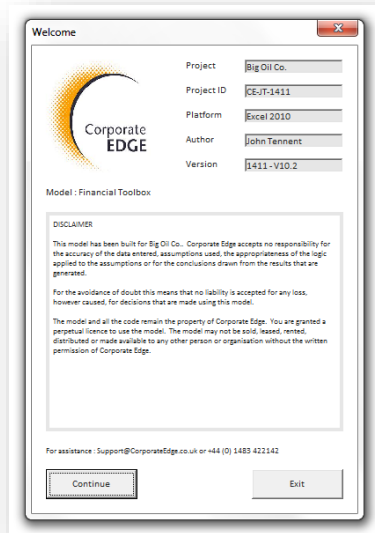 Welcome
Project Big Oil Co.
Project ID CE-JT-1411
Platform Excel 2010
Author John Tennent
Version 1411 - V10.2
Corporate
EDGE
Model : Financial Toolbox
DISCLAIMER
This model has been built for Big Oil Co.. Corporate Edge accepts no responsibility for
the accuracy of the data entered, assumptions used, the appropriateness of the logic
applied to the assumptions or for the conclusions drawn from the results that are
generated.
For the avoidance of doubt this means that no liability is accepted for any loss,
however caused, for decisions that are made using this model.
The model and all the code remain the property of Corporate Edge. You are granted a
perpetual licence to use the model. The model may not be sold, leased, rented,
distributed or made available to any other person or organisation without the written
permission of Corporate Edge.
For assistance : Support@CorporateEdge.co.uk or +44 (0) 1483 422142
Continue Exit